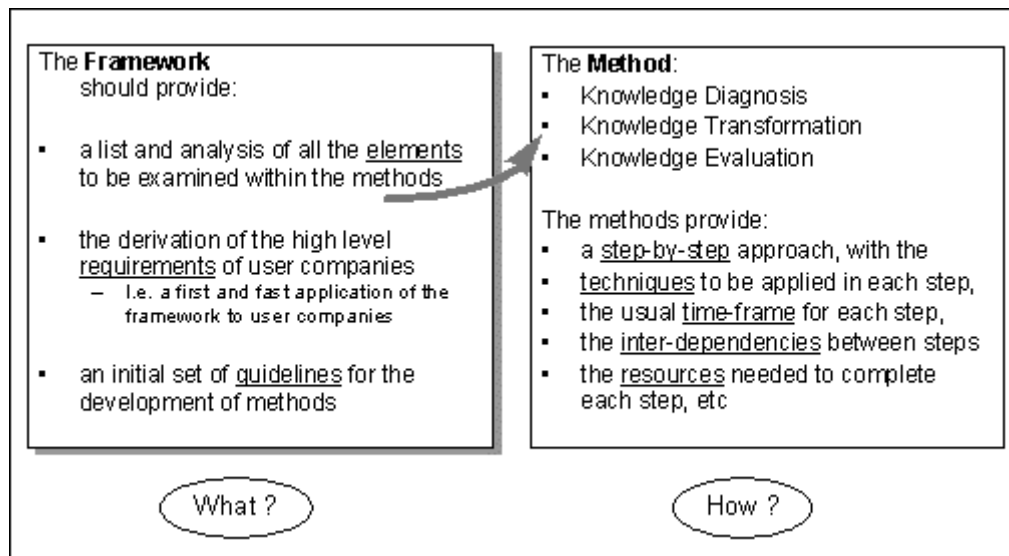 The Framework
should provide:
▪ a list and analysis of all the elements
to be examined within the methods
▪ the derivation of the high level
requirements of user companies
– I.e. a first and fast application of the
framework to user companies
▪ an initial set of guidelines for the
development of methods
What ?
The Method:
▪ Knowledge Diagnosis
▪ Knowledge Transformation
▪ Knowledge Evaluation
The methods provide:
▪ a step-by-step approach, with the
▪ techniques to be applied in each step,
▪ the usual time-frame for each step,
▪ the inter-dependencies between steps
▪ the resources needed to complete
each step, etc
How ?